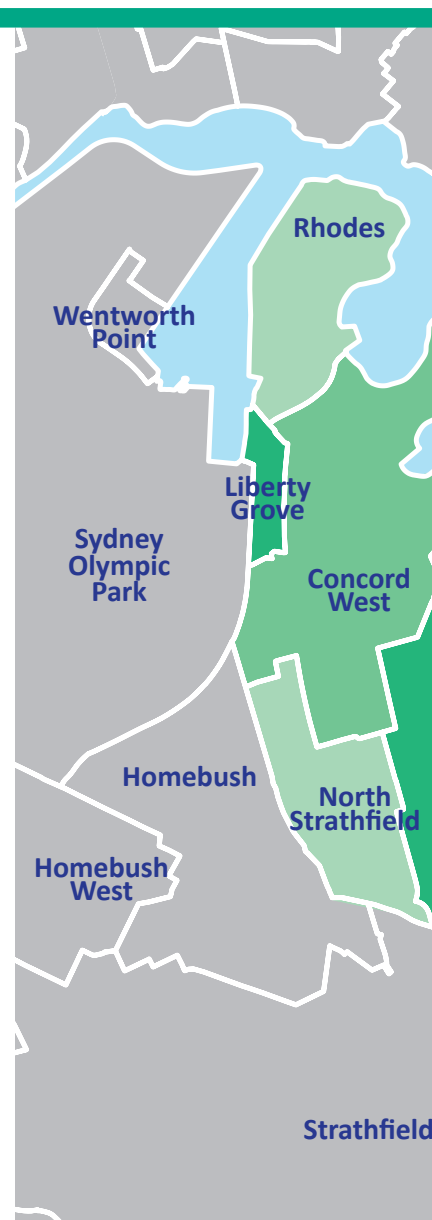 Rhodes
Wentworth
Point
Liberty
Grove
Sydney
Olympic
Park
Concord
West
Homebush
North
Strathfield
Homebush
West
Strathfield